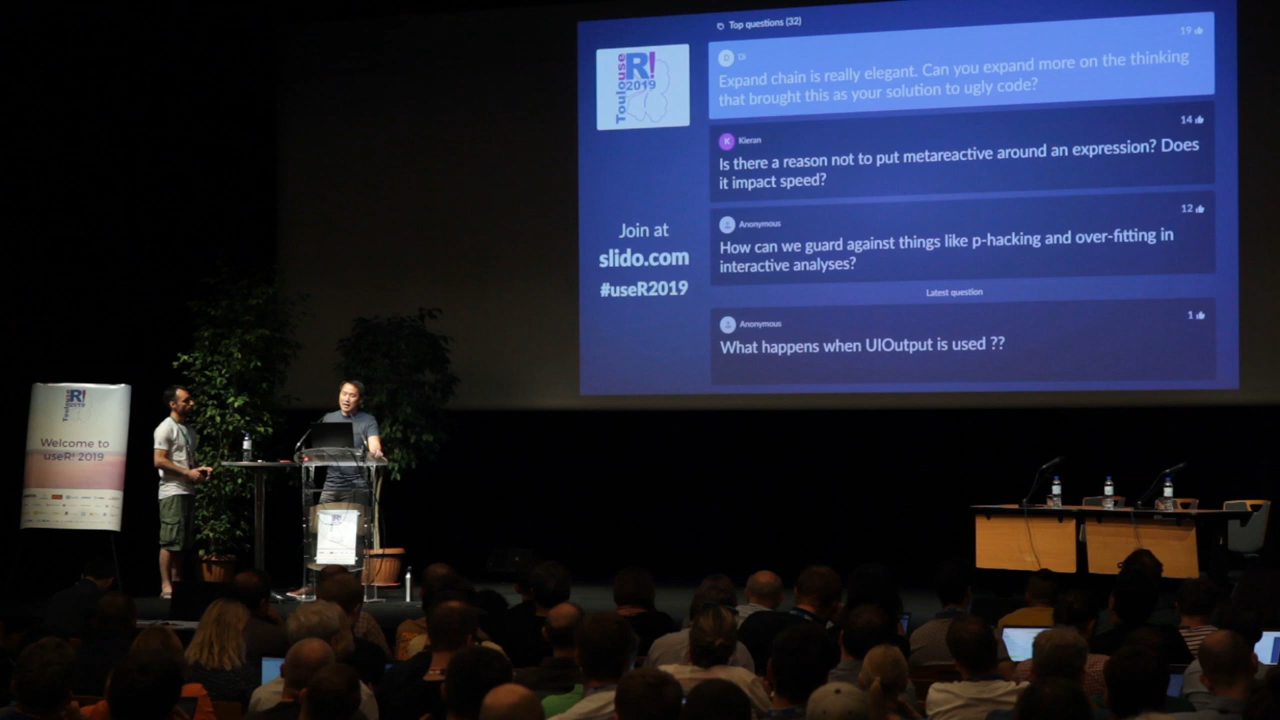 Top questions (32)
19
D Di
Expand chain is really elegant. Can you expand more on the thinking
that brought this as your solution to ugly code?
14
K Kieran
Is there a reason not to put metareactive around an expression? Does
it impact speed?
12
Anonymous
How can we guard against things like p-hacking and over-fitting in
interactive analyses?
Latest question
1
Anonymous
What happens when UIOutput is used ??
Toulouse
R!
2019
Join at
slido.com
#useR2019
Toulouse
R!
2019
Welcome to
useR! 2019
R!